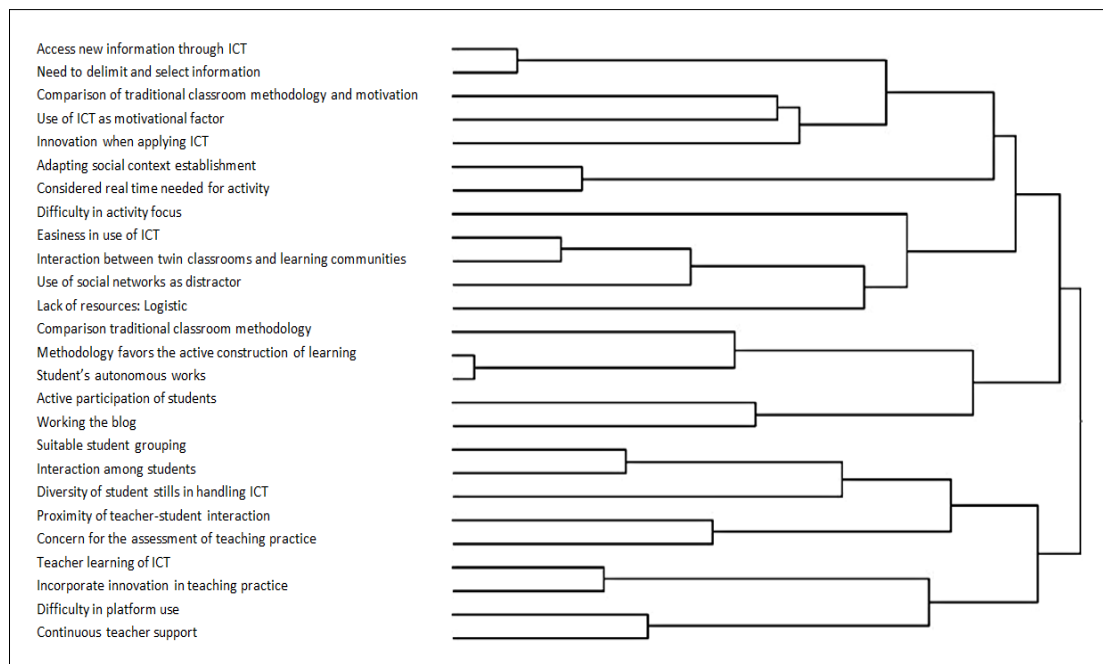 Access new information through ICT
Need to delimit and select information
Comparison of traditional classroom methodology and motivation
Use of ICT as motivational factor
Innovation when applying ICT
Adapting social context establishment
Considered real time needed for activity
Difficulty in activity focus
Easiness in use of ICT
Interaction between twin classrooms and learning communities
Use of social networks as distractor
Lack of resources: Logistic
Comparison traditional classroom methodology
Methodology favors the active construction of learning
Student’s autonomous works
Active participation of students
Working the blog
Suitable student grouping
Interaction among students
Diversity of student stills in handling ICT
Proximity of teacher-student interaction
Concern for the assessment of teaching practice
Teacher learning of ICT
Incorporate innovation in teaching practice
Difficulty in platform use
Continuous teacher support